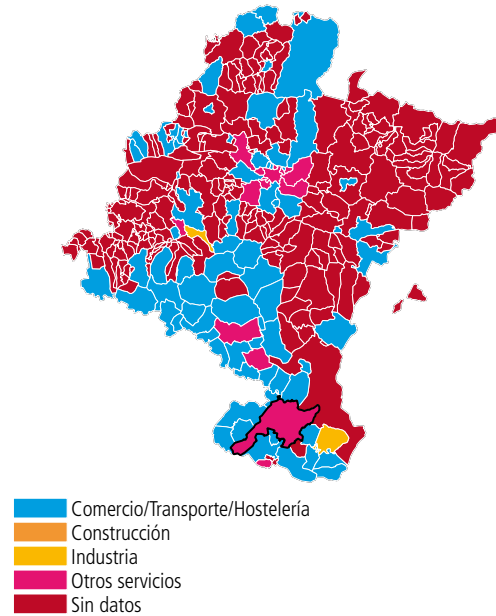 Comercio/Transporte/Hostelería
Construcción
Industria
Otros servicios
Sin datos